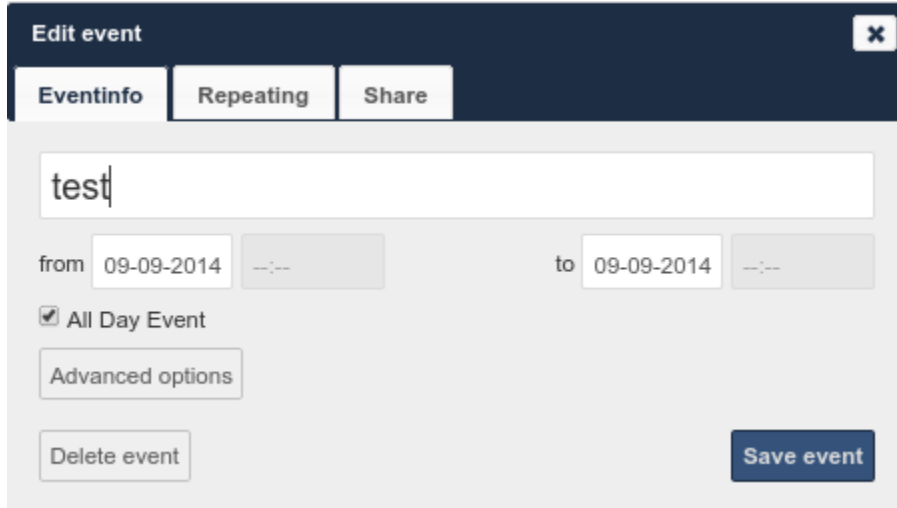 Edit event
Eventinfo Repeating Share
test
from 09-09-2014 --:-- to 09-09-2014 --:--
All Day Event
Advanced options
Delete event Save event